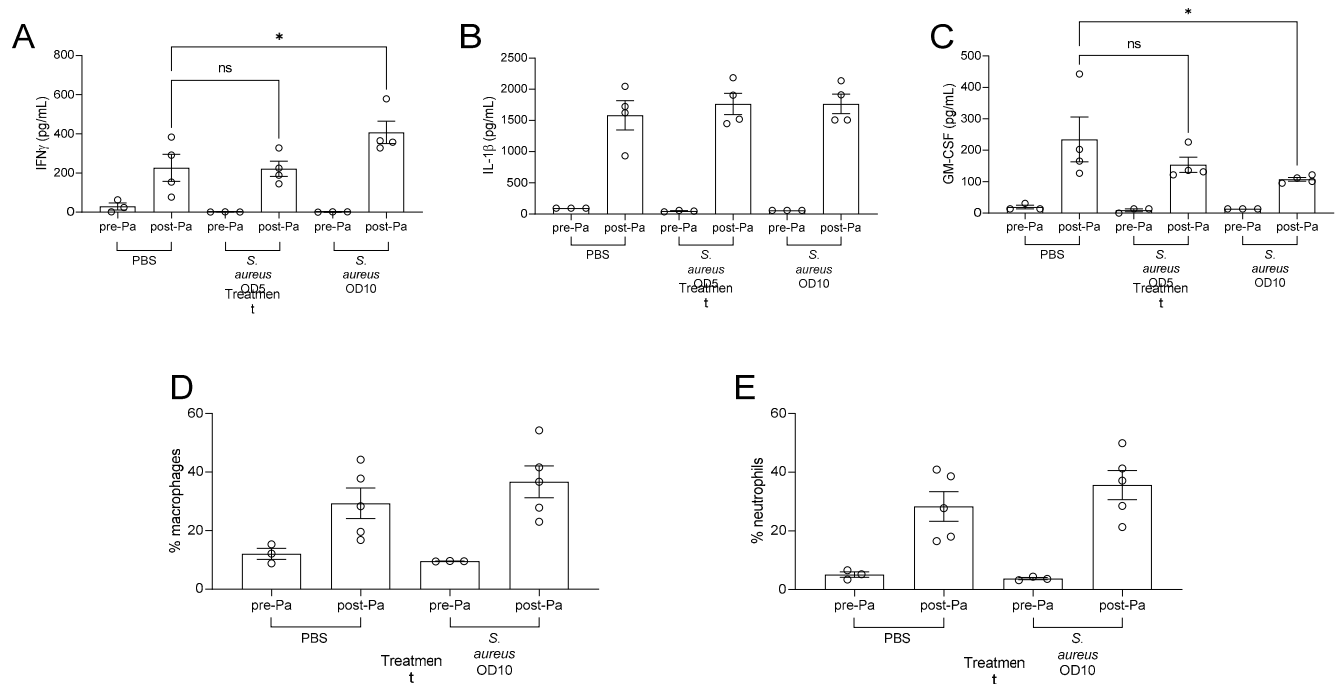 A
IFNγ (pg/mL)
800
600
400
200
0
*
ns
pre-Pa post-Pa pre-Pa post-Pa pre-Pa post-Pa
PBS
S.
aureus
OD5
S.
aureus
OD10
Treatmen
t
B
IL-1β (pg/mL)
2500
2000
1500
1000
500
0
pre-Pa post-Pa pre-Pa post-Pa pre-Pa post-Pa
PBS
S.
aureus
OD5
S.
aureus
OD10
Treatmen
t
C
GM-CSF (pg/mL)
500
400
300
200
100
0
*
ns
pre-Pa post-Pa pre-Pa post-Pa pre-Pa post-Pa
PBS
S.
aureus
OD5
S.
aureus
OD10
Treatmen
t
D
% macrophages
60
40
20
0
pre-Pa post-Pa pre-Pa post-Pa
PBS
S.
aureus
OD10
Treatmen
t
E
% neutrophils
60
40
20
0
pre-Pa post-Pa pre-Pa post-Pa
PBS
S.
aureus
OD10
Treatmen
t